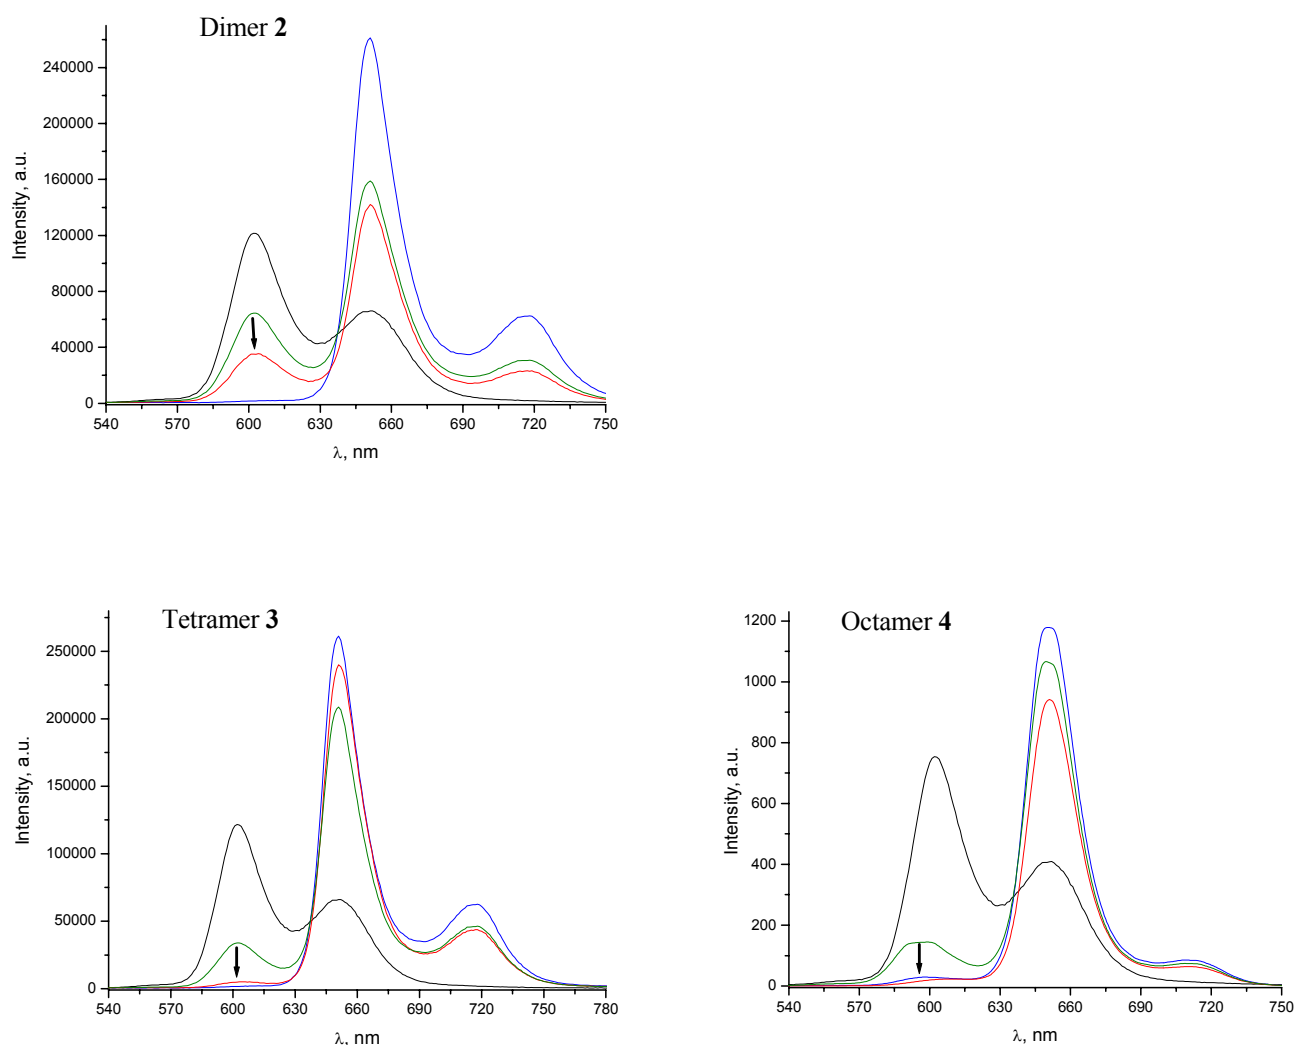 Dimer 2
Intensity, a.u.
240000
200000
160000
120000
80000
40000
0
540 570 600 630 660 690 720 750
λ, nm
Tetramer 3
Intensity, a.u.
250000
200000
150000
100000
50000
0
540 570 600 630 660 690 720 750 780
λ, nm
Octamer 4
Intensity, a.u.
1200
1000
800
600
400
200
0
540 570 600 630 660 690 720 750
λ, nm